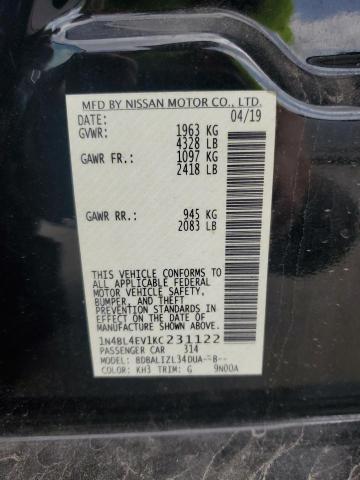 MFD BY NISSAN MOTOR CO., LTD.
DATE: 04/19
GVWR: 1963 KG
4328 LB
GAWR FR.: 1097 KG
2418 LB
GAWR RR.: 945 KG
2083 LB
THIS VEHICLE CONFORMS TO
ALL APPLICABLE FEDERAL
MOTOR VEHICLE SAFETY,
BUMPER, AND THEFT
PREVENTION STANDARDS IN
EFFECT ON THE DATE OF
MANUFACTURE SHOWN ABOVE.
1N4BL4EV1KC231122
PASSENGER CAR 314
MODEL: BDBALIZL34DUA--B--
COLOR: KH3 TRIM: G 9N00A